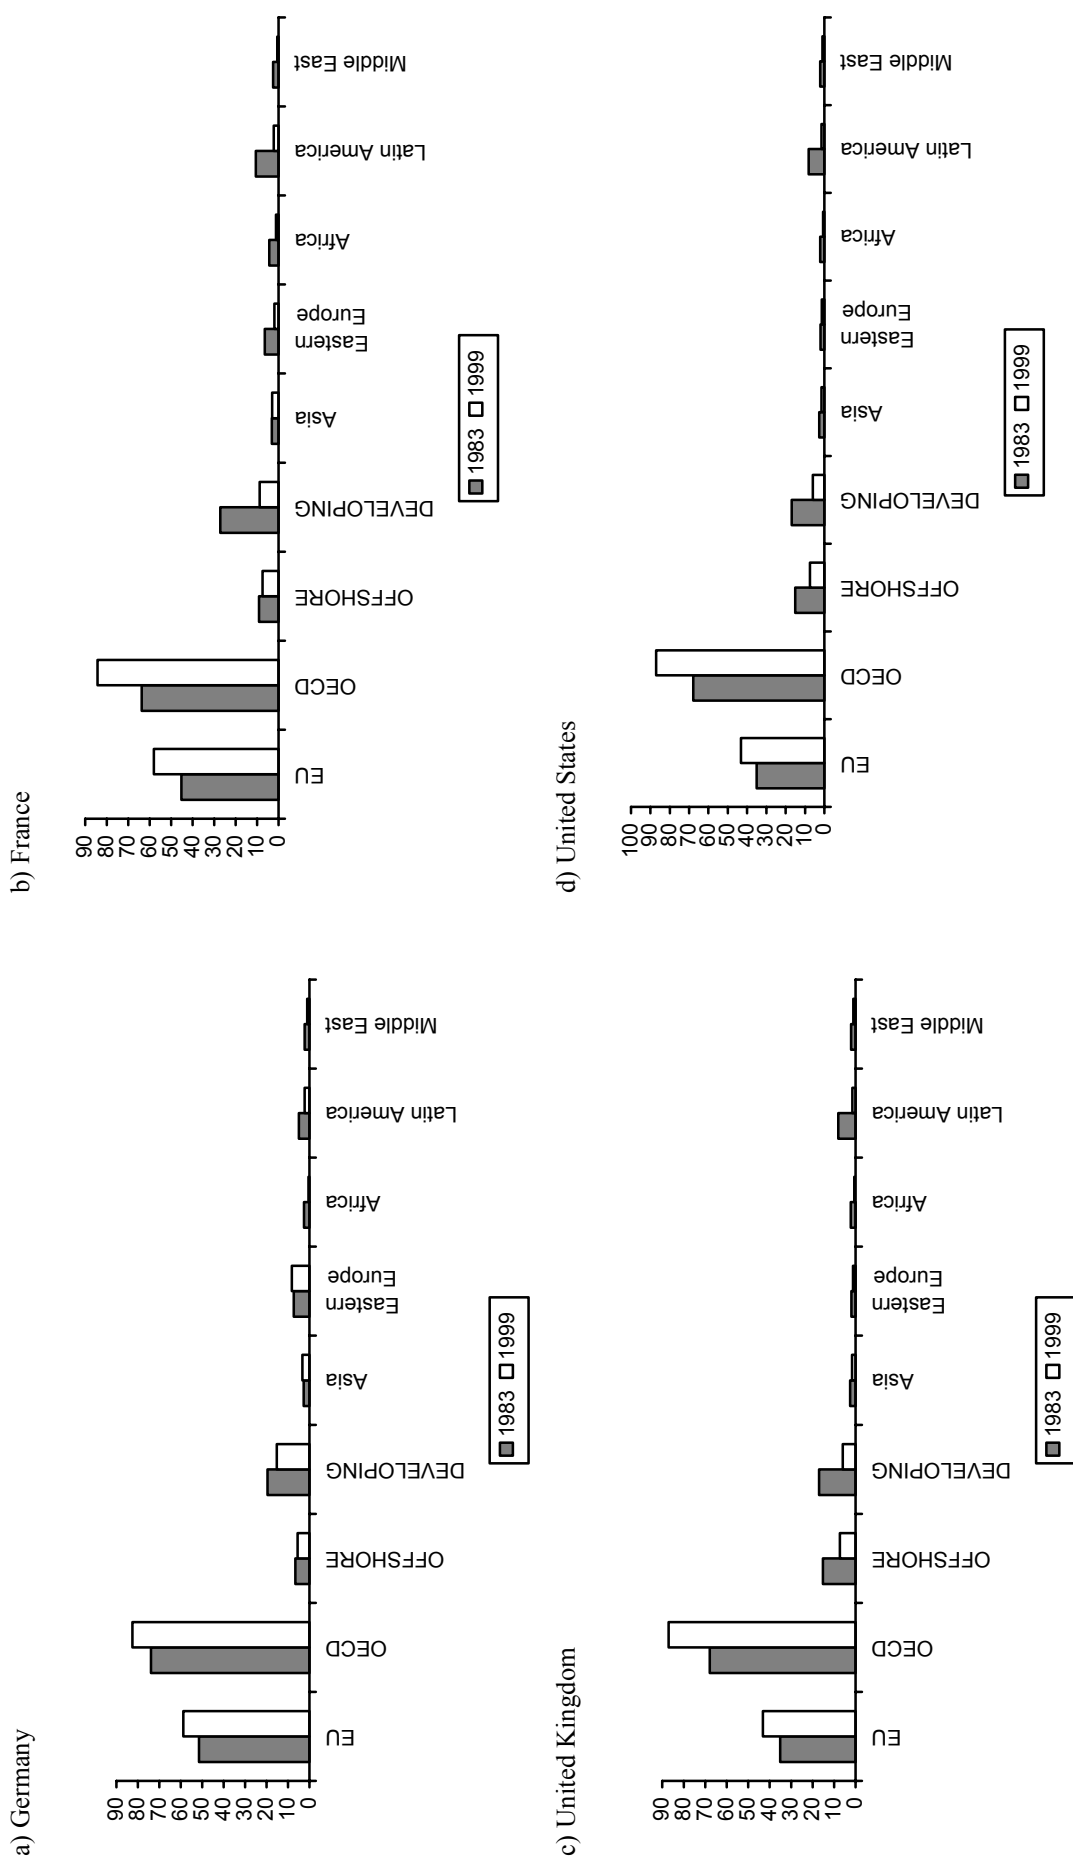 a) Germany
90
80
70
60
50
40
30
20
10
0
EU
OECD
OFFSHORE
DEVELOPING
Asia
Eastern
Europe
Africa
Latin America
Middle East
1983 1999
b) France
90
80
70
60
50
40
30
20
10
0
EU
OECD
OFFSHORE
DEVELOPING
Asia
Eastern
Europe
Africa
Latin America
Middle East
1983 1999
c) United Kingdom
90
80
70
60
50
40
30
20
10
0
EU
OECD
OFFSHORE
DEVELOPING
Asia
Eastern
Europe
Africa
Latin America
Middle East
1983 1999
d) United States
100
90
80
70
60
50
40
30
20
10
0
EU
OECD
OFFSHORE
DEVELOPING
Asia
Eastern
Europe
Africa
Latin America
Middle East
1983 1999